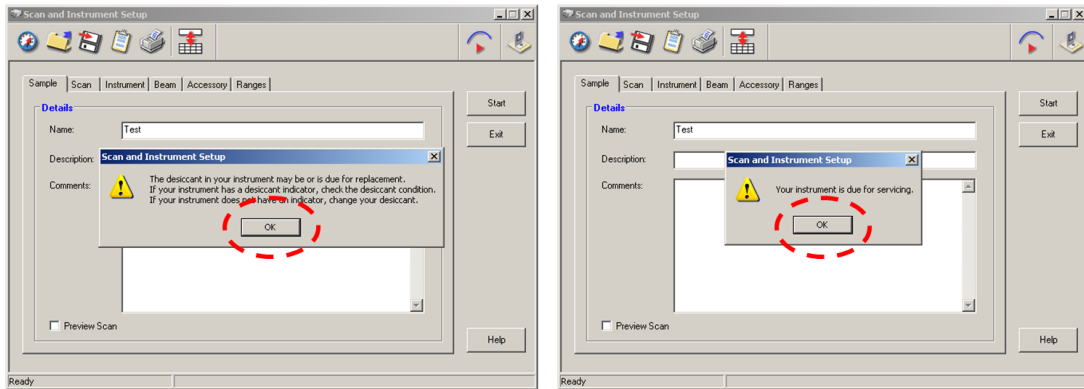 Scan and Instrument Setup
Sample Scan Instrument Beam Accessory Ranges
Details
Name: Test
Description:
Comments:
Scan and Instrument Setup
The desiccant in your instrument may be or is due for replacement.
If your instrument has a desiccant indicator, check the desiccant condition.
If your instrument does not have an indicator, change your desiccant.
OK
Preview Scan
Start
Exit
Help
Ready
Scan and Instrument Setup
Sample Scan Instrument Beam Accessory Ranges
Details
Name: Test
Description:
Comments:
Scan and Instrument Setup
Your instrument is due for servicing.
OK
Preview Scan
Start
Exit
Help
Ready